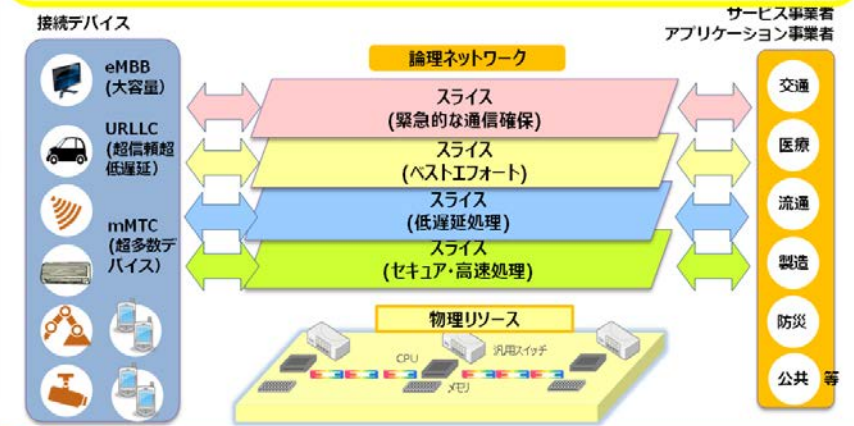 接続デバイス
サービス事業者
アプリケーション事業者
eMBB
(大容量)
URLLC
(超信頼超
低遅延)
mMTC
(超多数デ
バイス)
論理ネットワーク
スライス
(緊急的な通信確保)
スライス
(ベストエフォート)
スライス
(低遅延処理)
スライス
(セキュア・高速処理)
物理リソース
CPU
汎用スイッチ
メモリ
交通
医療
流通
製造
防災
公共 等